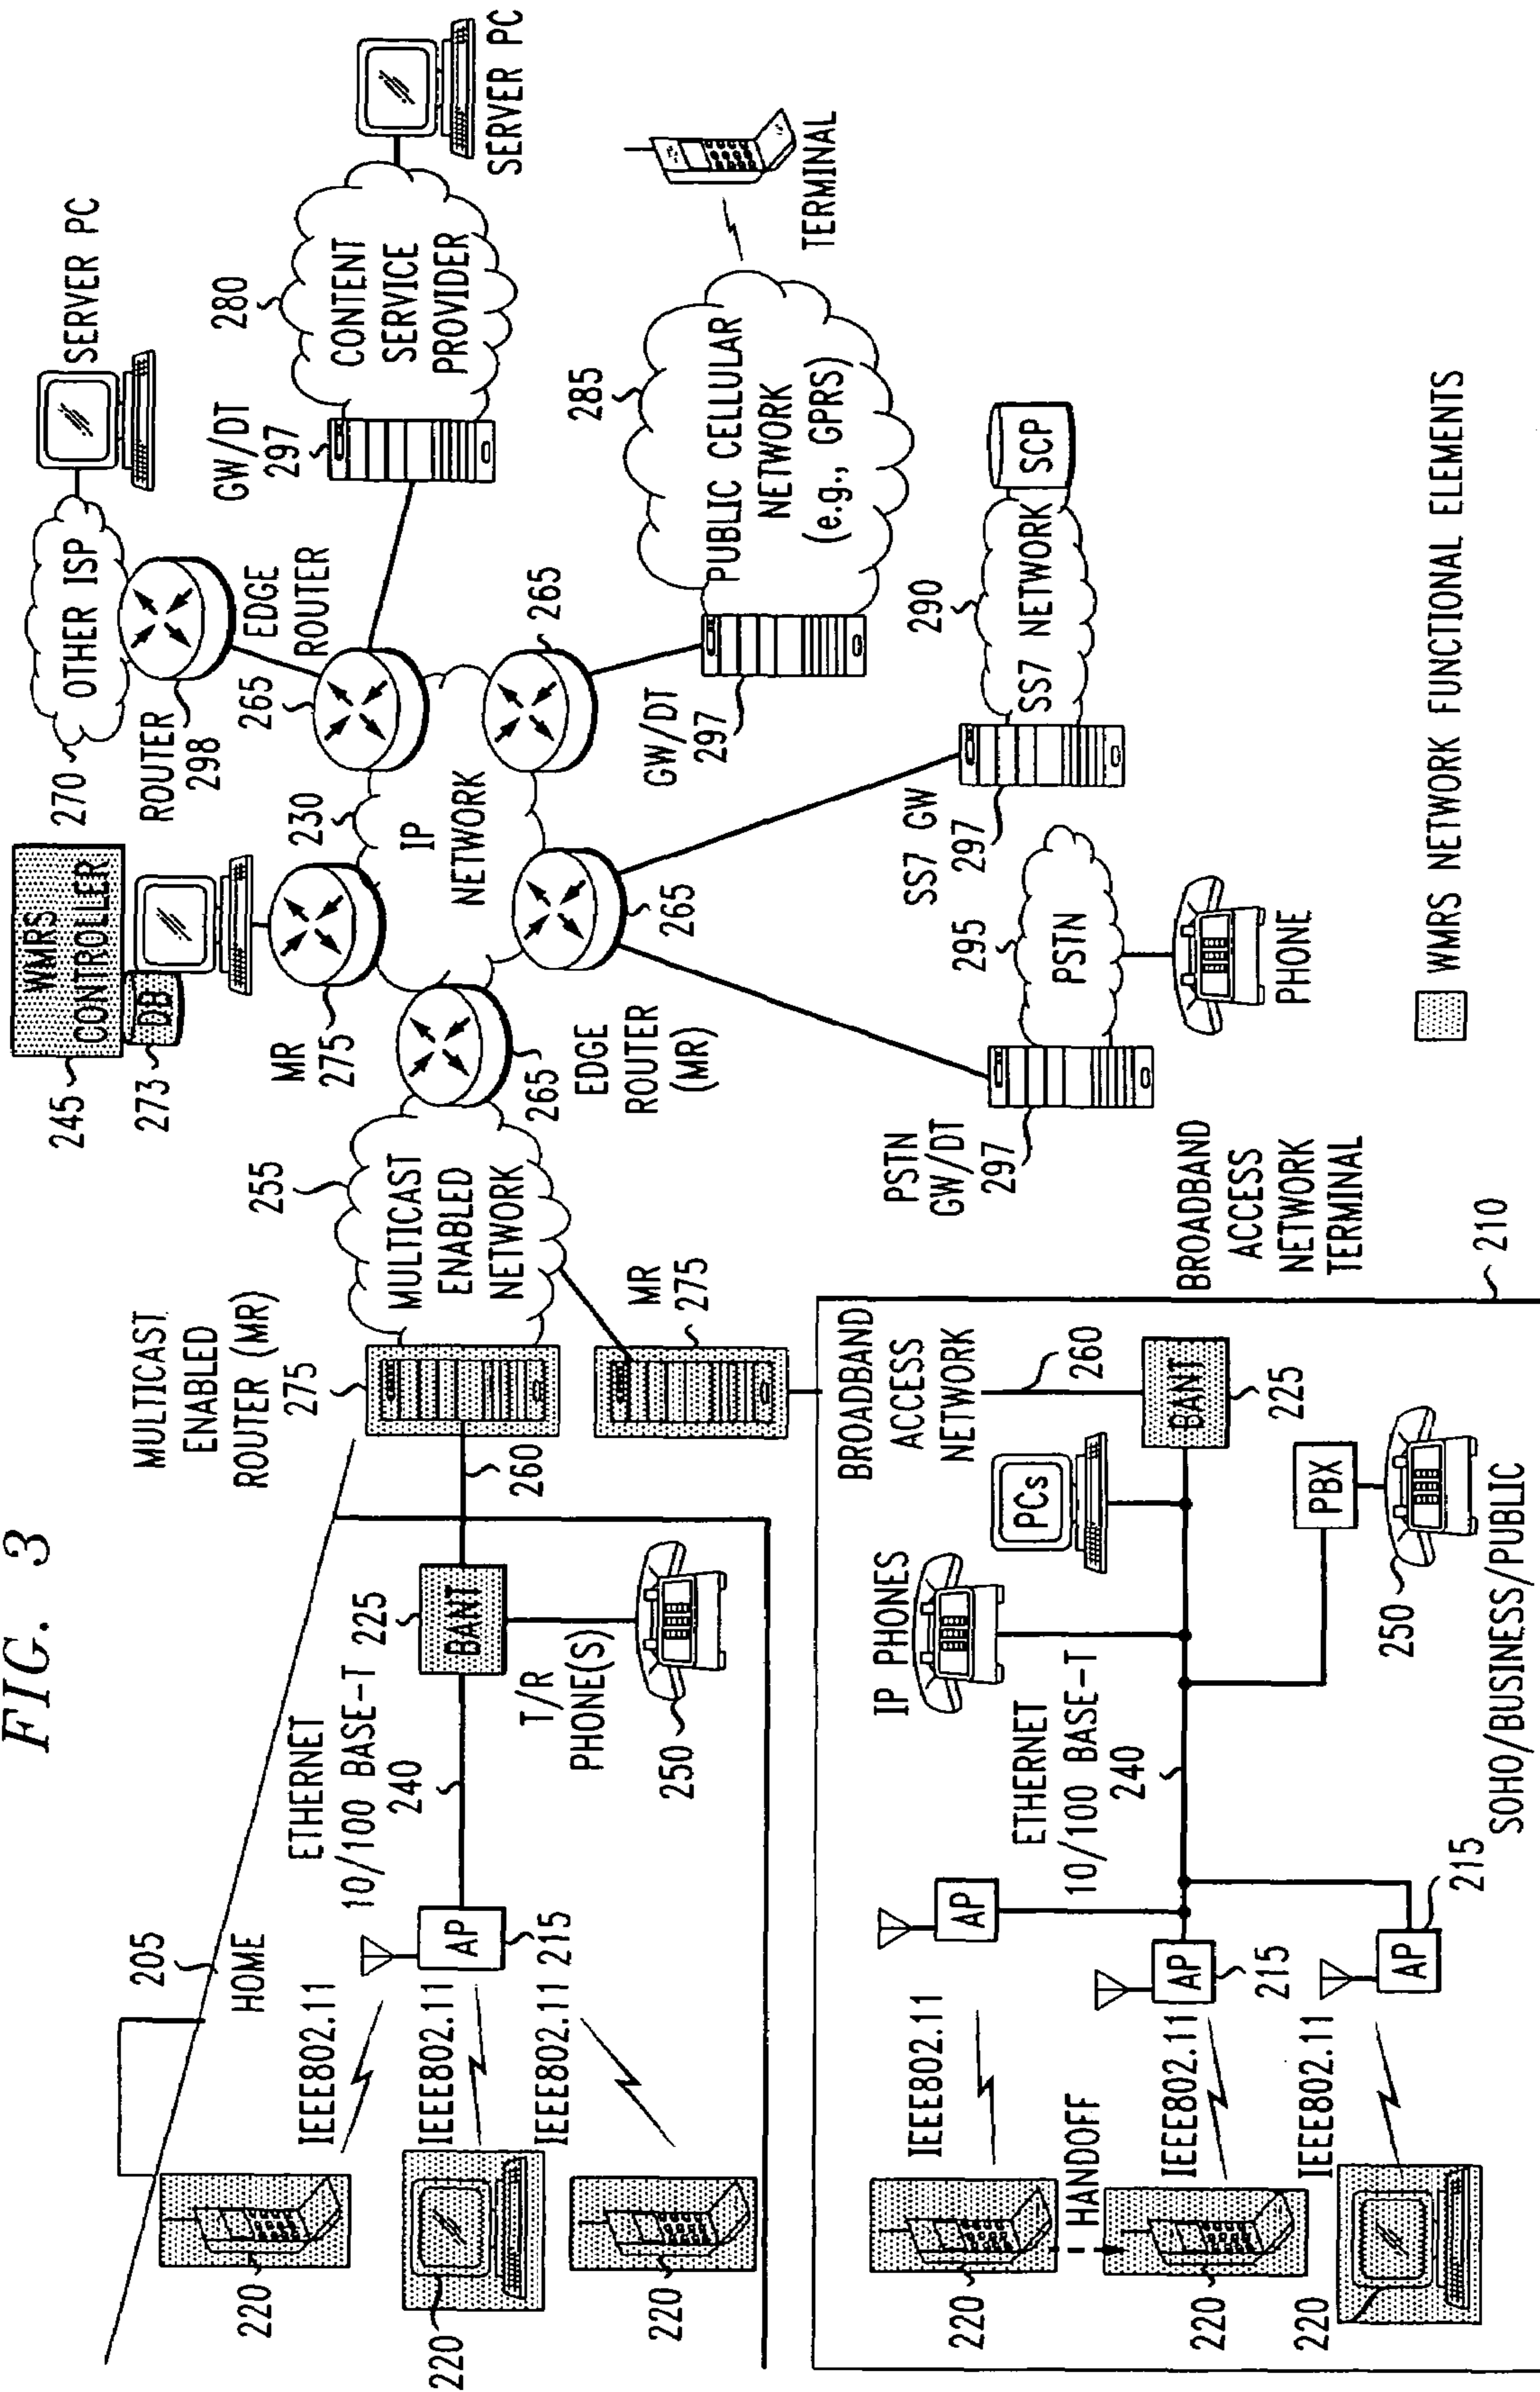 FIG. 3
205
HOME
220
220
220
IEEE802.11
IEEE802.11
IEEE802.11
AP
215
ETHERNET
10/100 BASE-T
240
225
BANT
T/R
PHONE(S)
250
260
MULTICAST
ENABLED
ROUTER (MR)
275
255
MULTICAST
ENABLED
NETWORK
MR
275
265
EDGE
ROUTER
(MR)
245
WMRS
CONTROLLER
DB
273
MR
275
230
IP
NETWORK
270
OTHER ISP
SERVER PC
ROUTER
298
EDGE
ROUTER
265
GW/DT
297
280
CONTENT
SERVICE
PROVIDER
SERVER PC
265
GW/DT
297
285
PUBLIC CELLULAR
NETWORK
(e.g., GPRS)
TERMINAL
265
SS7 GW
297
290
SS7 NETWORK
SCP
PSTN
GW/DT
297
295
PSTN
PHONE
BROADBAND
ACCESS
NETWORK
TERMINAL
210
WMRS NETWORK FUNCTIONAL ELEMENTS
BROADBAND
ACCESS
NETWORK
260
BANT
225
PCs
IP PHONES
PBX
250
ETHERNET
10/100 BASE-T
240
AP
AP
215
AP
215
IEEE802.11
IEEE802.11
IEEE802.11
HANDOFF
220
220
220
SOHO/BUSINESS/PUBLIC